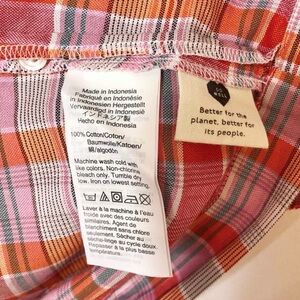 Made in Indonesia
Fabriqué en Indonésie
In Indonesien Hergestellt
Vervaardigd in Indonesië
インドネシア製
Hecho en Indonesia
100% Cotton/Coton/
Baumwolle/Katoen/
綿/algodón
Machine wash cold with
like colors. Non-chlorine
bleach only. Tumble dry
low. Iron on lowest setting.
Laver à la machine à l'eau
froide avec des couleurs
similaires. Agent de
blanchiment sans chlore
seulement. Sécher au
sèche-linge au cycle doux.
température.
DO
WELL
Better for the
planet, better for
its people.